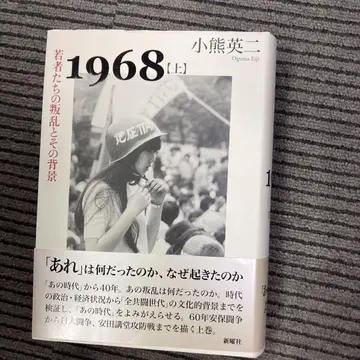 小熊英二
Oguma Eiji
1968【上】
若者たちの叛乱とその背景
「あれ」は何だったのか、なぜ起きたのか
「あの時代」から40年。あの叛乱は何だったのか。時代
の政治・経済状況から「全共闘世代」の文化的背景までを
検証し、「あの時代」をよみがえらせる。60年安保闘争
から日大闘争、安田講堂攻防戦までを描く上巻。
新曜社